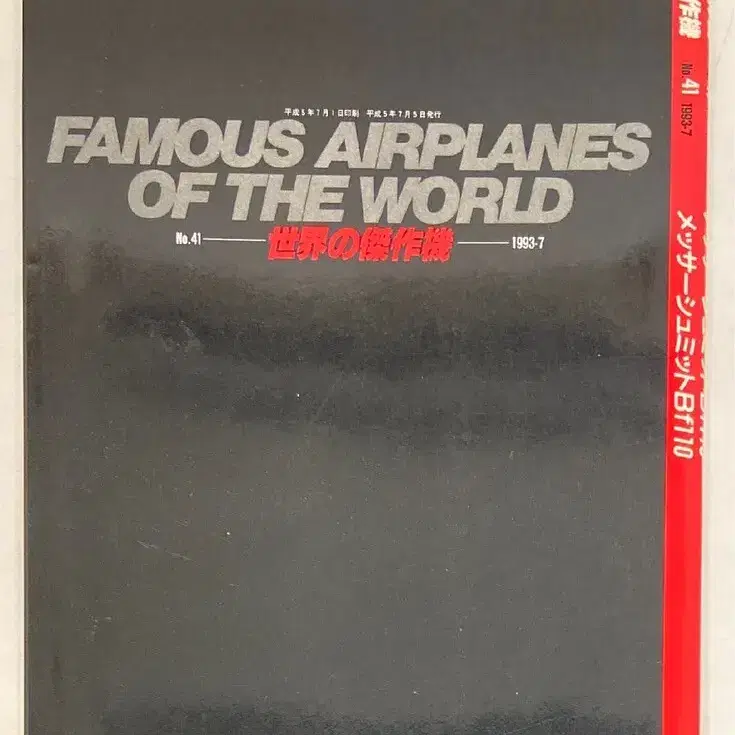 平成5年7月1日印刷 平成5年7月5日発行
FAMOUS AIRPLANES
OF THE WORLD
No.41 世界の傑作機 1993-7
作機 No.41 1993-7 メッサーシュミットBf110